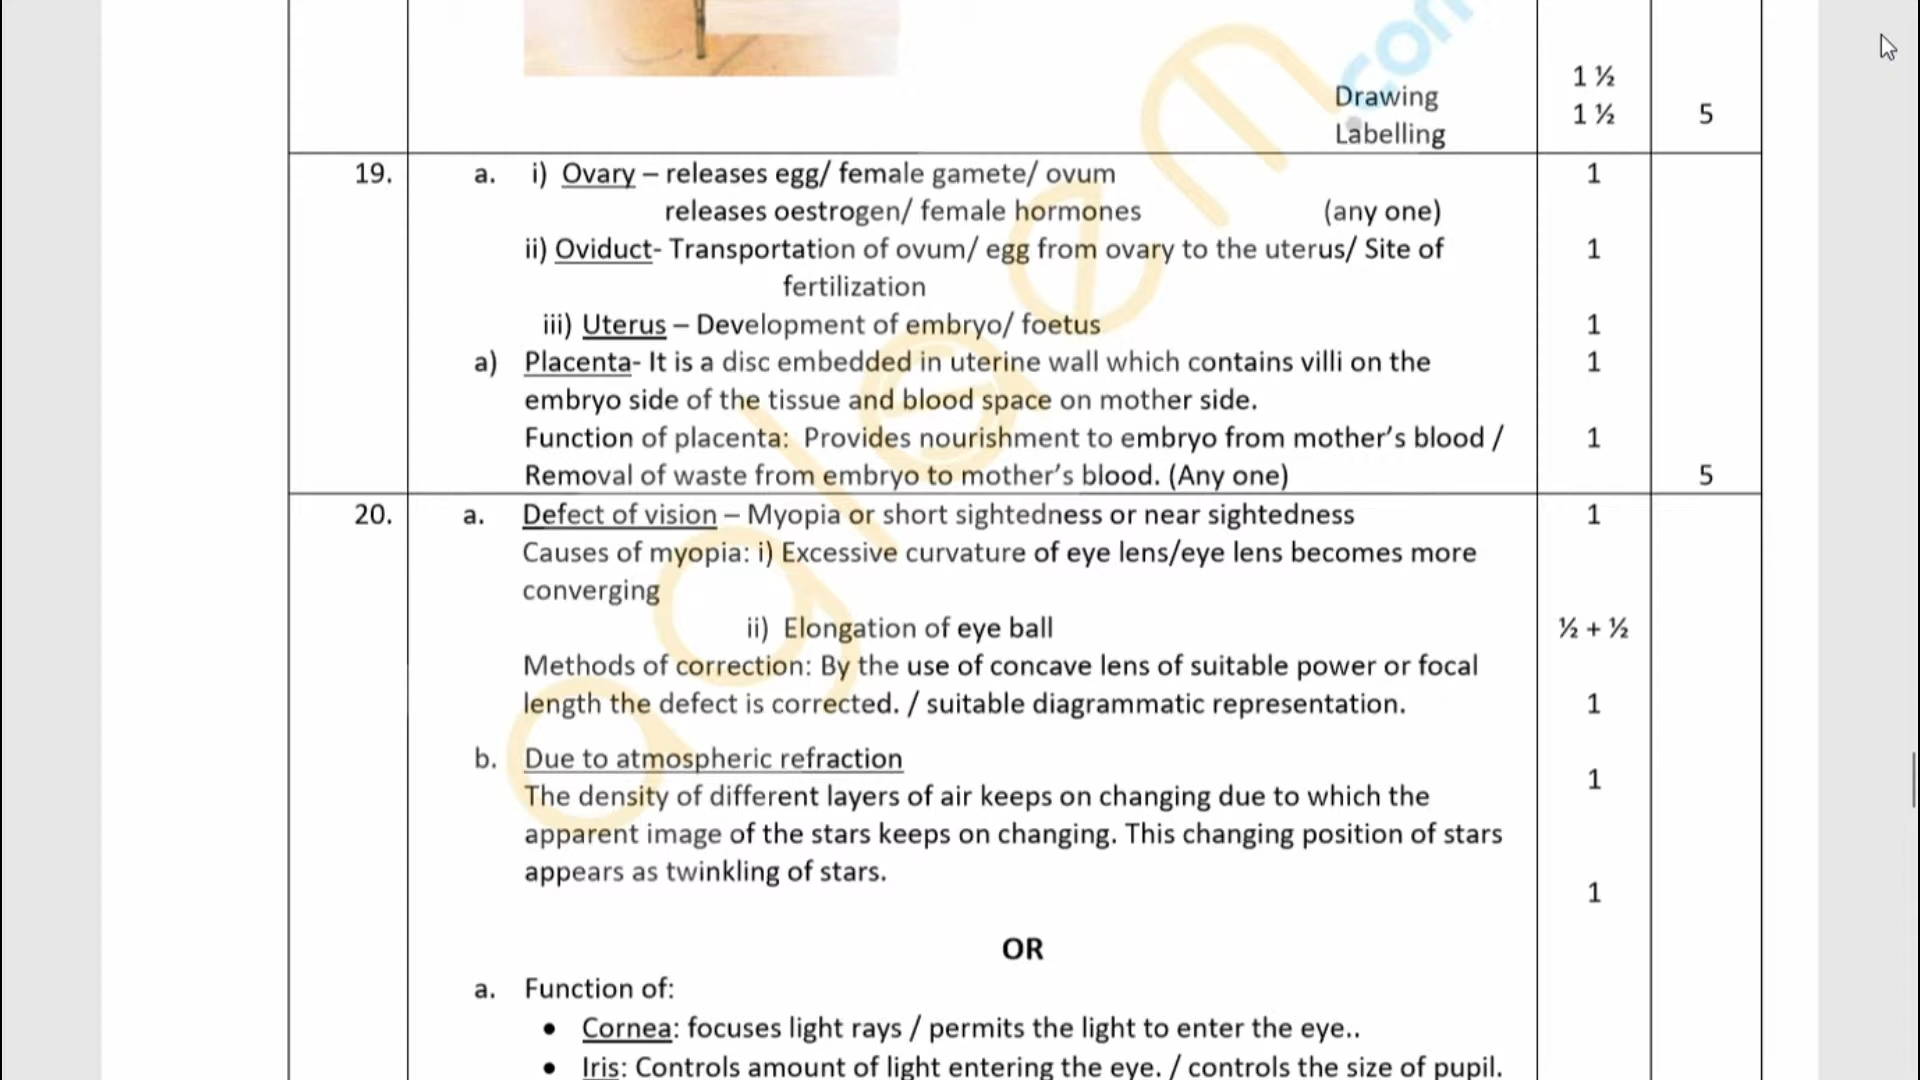 1 ½
Drawing
1 ½ 5
Labelling
19. a. i) Ovary – releases egg/ female gamete/ ovum 1
releases oestrogen/ female hormones (any one)
ii) Oviduct- Transportation of ovum/ egg from ovary to the uterus/ Site of 1
fertilization
iii) Uterus – Development of embryo/ foetus 1
a) Placenta- It is a disc embedded in uterine wall which contains villi on the 1
embryo side of the tissue and blood space on mother side.
Function of placenta: Provides nourishment to embryo from mother’s blood / 1
Removal of waste from embryo to mother’s blood. (Any one) 5
20. a. Defect of vision – Myopia or short sightedness or near sightedness 1
Causes of myopia: i) Excessive curvature of eye lens/eye lens becomes more
converging
ii) Elongation of eye ball ½ + ½
Methods of correction: By the use of concave lens of suitable power or focal
length the defect is corrected. / suitable diagrammatic representation. 1
b. Due to atmospheric refraction 1
The density of different layers of air keeps on changing due to which the
apparent image of the stars keeps on changing. This changing position of stars
appears as twinkling of stars. 1
OR
a. Function of:
• Cornea: focuses light rays / permits the light to enter the eye..
• Iris: Controls amount of light entering the eye. / controls the size of pupil.
aglasem.com